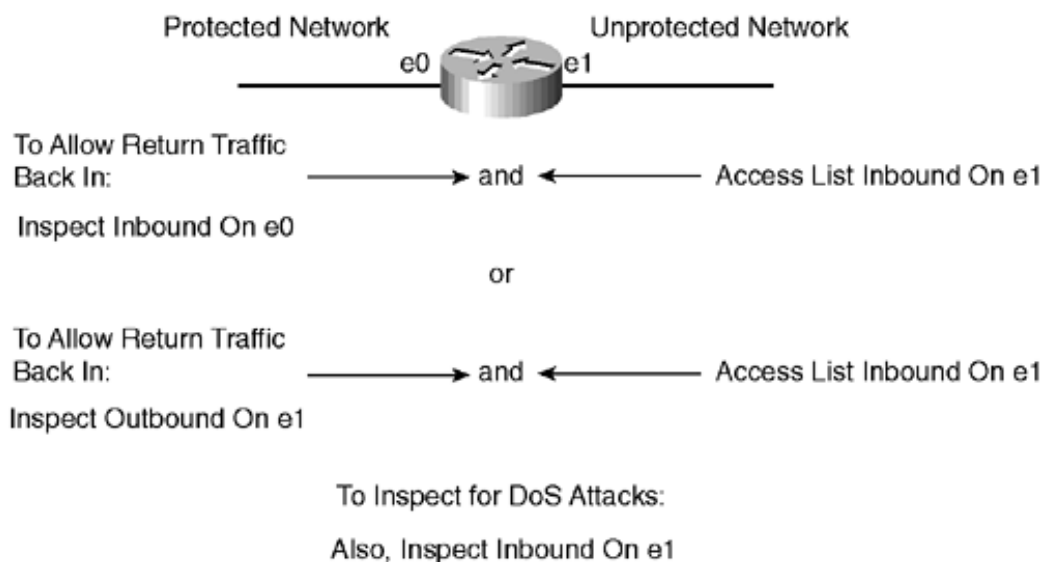 Protected Network
Unprotected Network
e0
e1
To Allow Return Traffic
Back In:
and
Access List Inbound On e1
Inspect Inbound On e0
or
To Allow Return Traffic
Back In:
and
Access List Inbound On e1
Inspect Outbound On e1
To Inspect for DoS Attacks:
Also, Inspect Inbound On e1